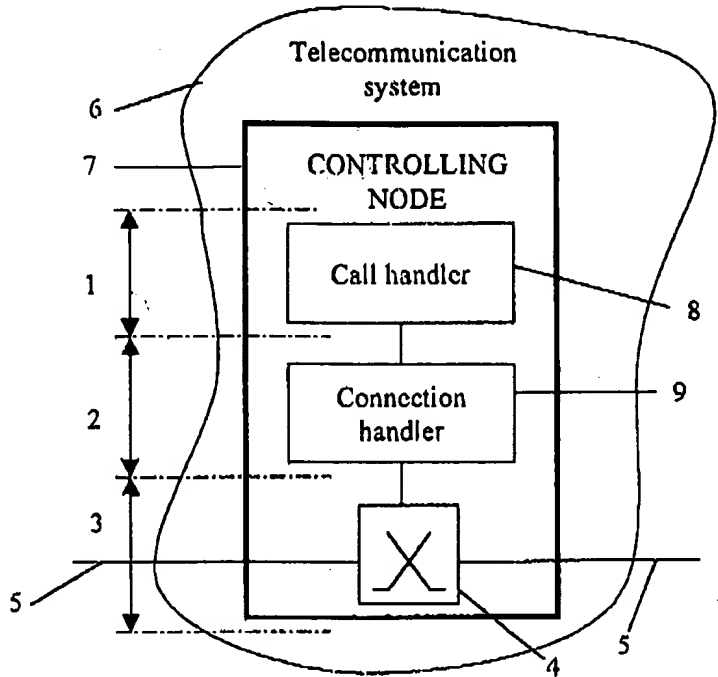 Telecommunication
system
6
7
CONTROLLING
NODE
1
Call handler
8
2
Connection
handler
9
3
5
5
4